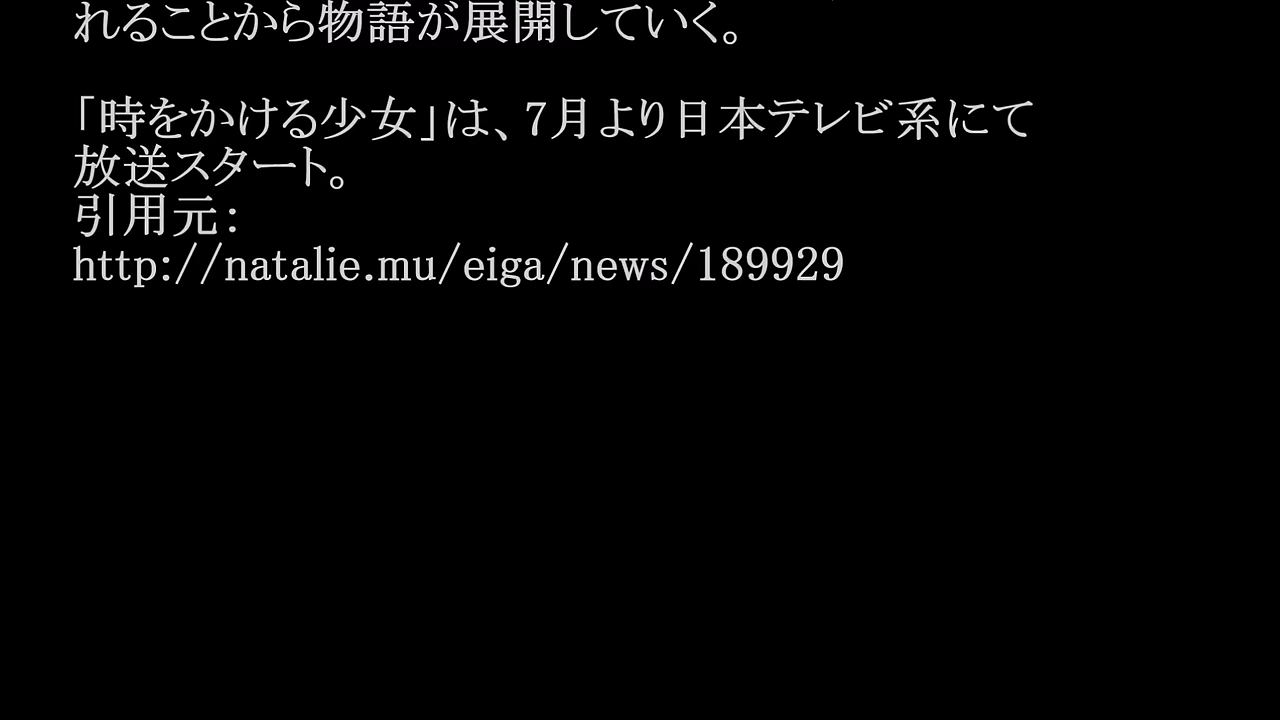 れることから物語が展開していく。
「時をかける少女」は、7月より日本テレビ系にて
放送スタート。
引用元：
http://natalie.mu/eiga/news/189929